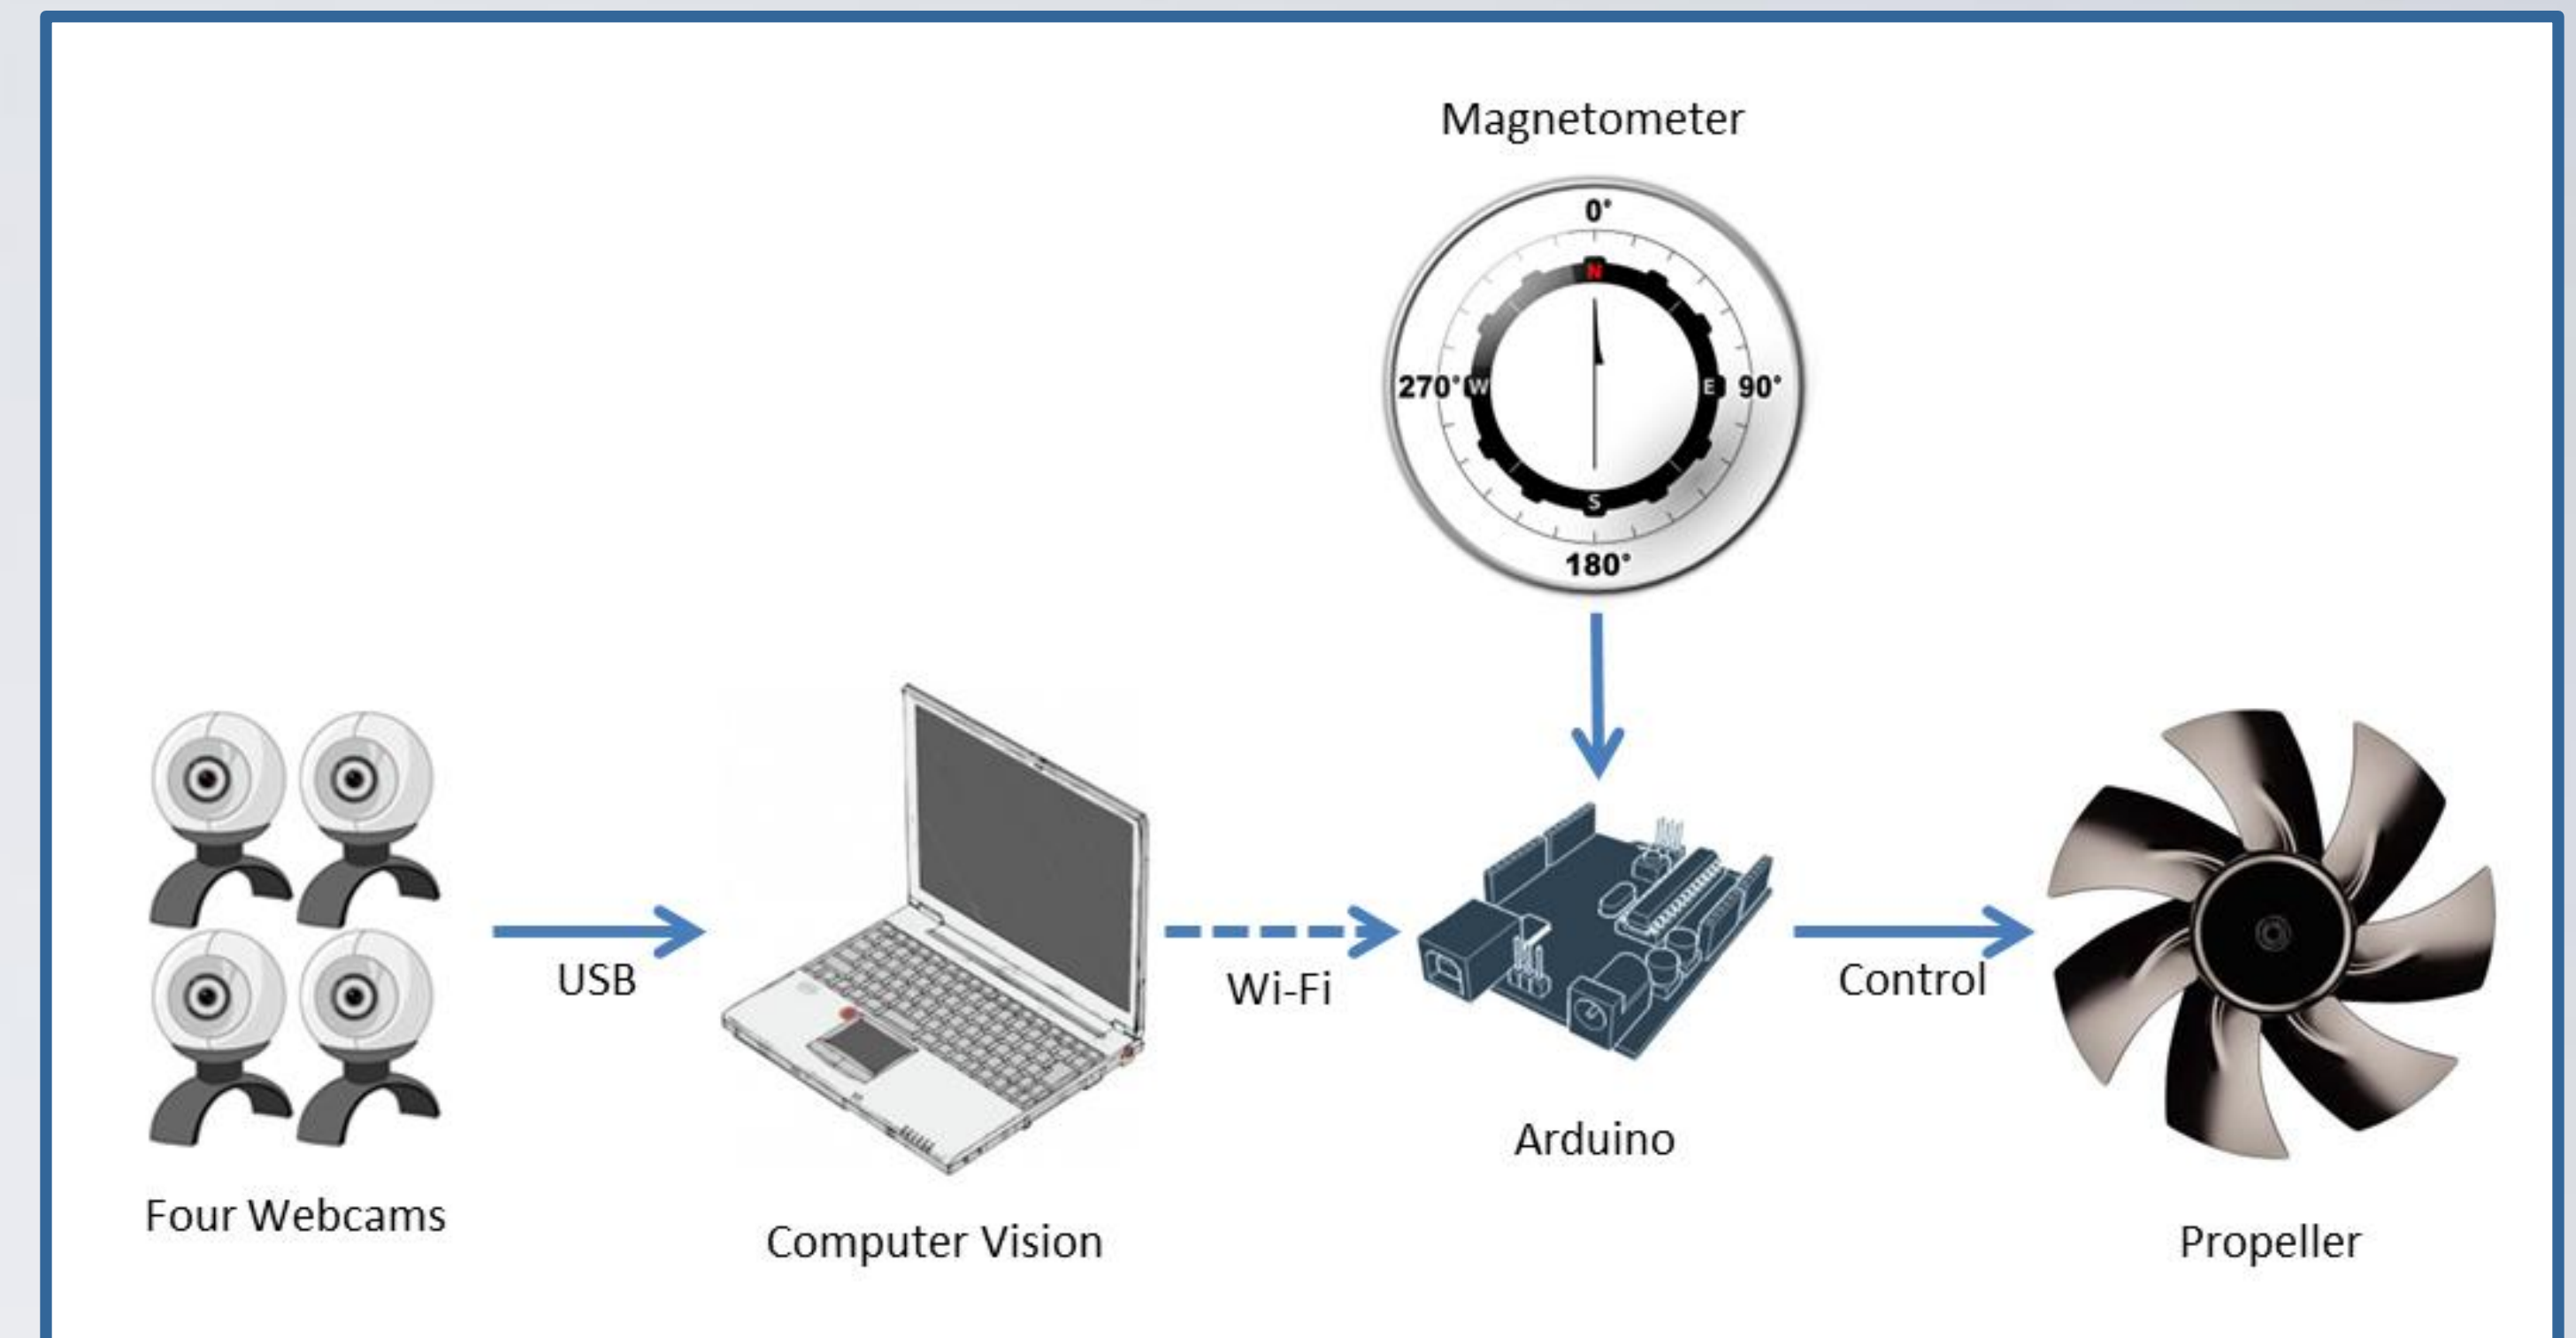 Magnetometer
0°
N
270° W E 90°
S
180°
USB
Wi-Fi
Control
Arduino
Four Webcams
Computer Vision
Propeller